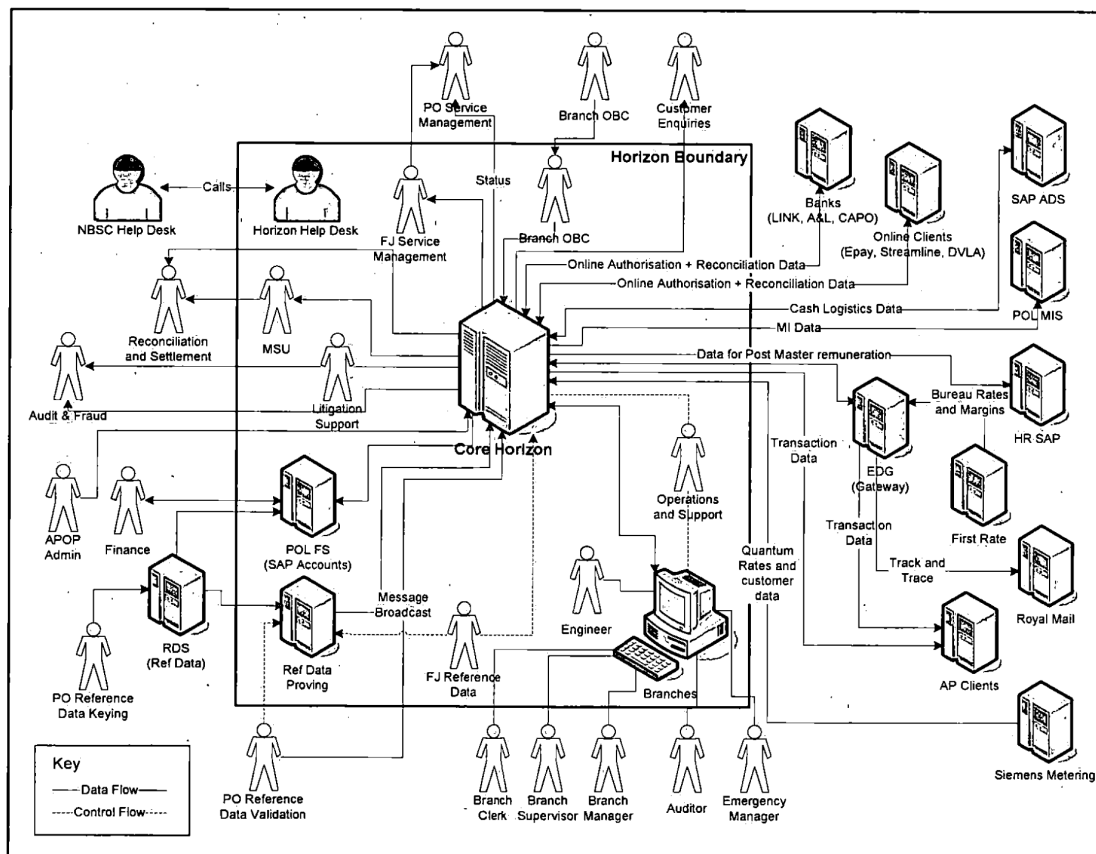 PO Service
Management
Branch OBC
Customer
Enquiries
Horizon Boundary
NBSC Help Desk
Calls
Horizon Help Desk
Status
FJ Service
Management
Branch OBC
Banks
(LINK, A&L, CAPO)
Online Clients
(Epay, Streamline, DVLA)
SAP ADS
Online Authorisation + Reconciliation Data
Online Authorisation + Reconciliation Data
Cash Logistics Data
MI Data
POL MIS
Reconciliation
and Settlement
MSU
Data for Post Master remuneration
Bureau Rates
and Margins
HR SAP
Audit & Fraud
Litigation
Support
Core Horizon
Transaction
Data
EDG
(Gateway)
First Rate
APOP
Admin
Finance
POL FS
(SAP Accounts)
Operations
and Support
Transaction
Data
Track and
Trace
Royal Mail
Message
Broadcast
Quantum
Rates and
customer
data
RDS
(Ref Data)
Ref Data
Proving
FJ Reference
Data
Engineer
Branches
AP Clients
PO Reference
Data Keying
Siemens Metering
Key
Data Flow
Control Flow
PO Reference
Data Validation
Branch
Clerk
Branch
Supervisor
Branch
Manager
Auditor
Emergency
Manager